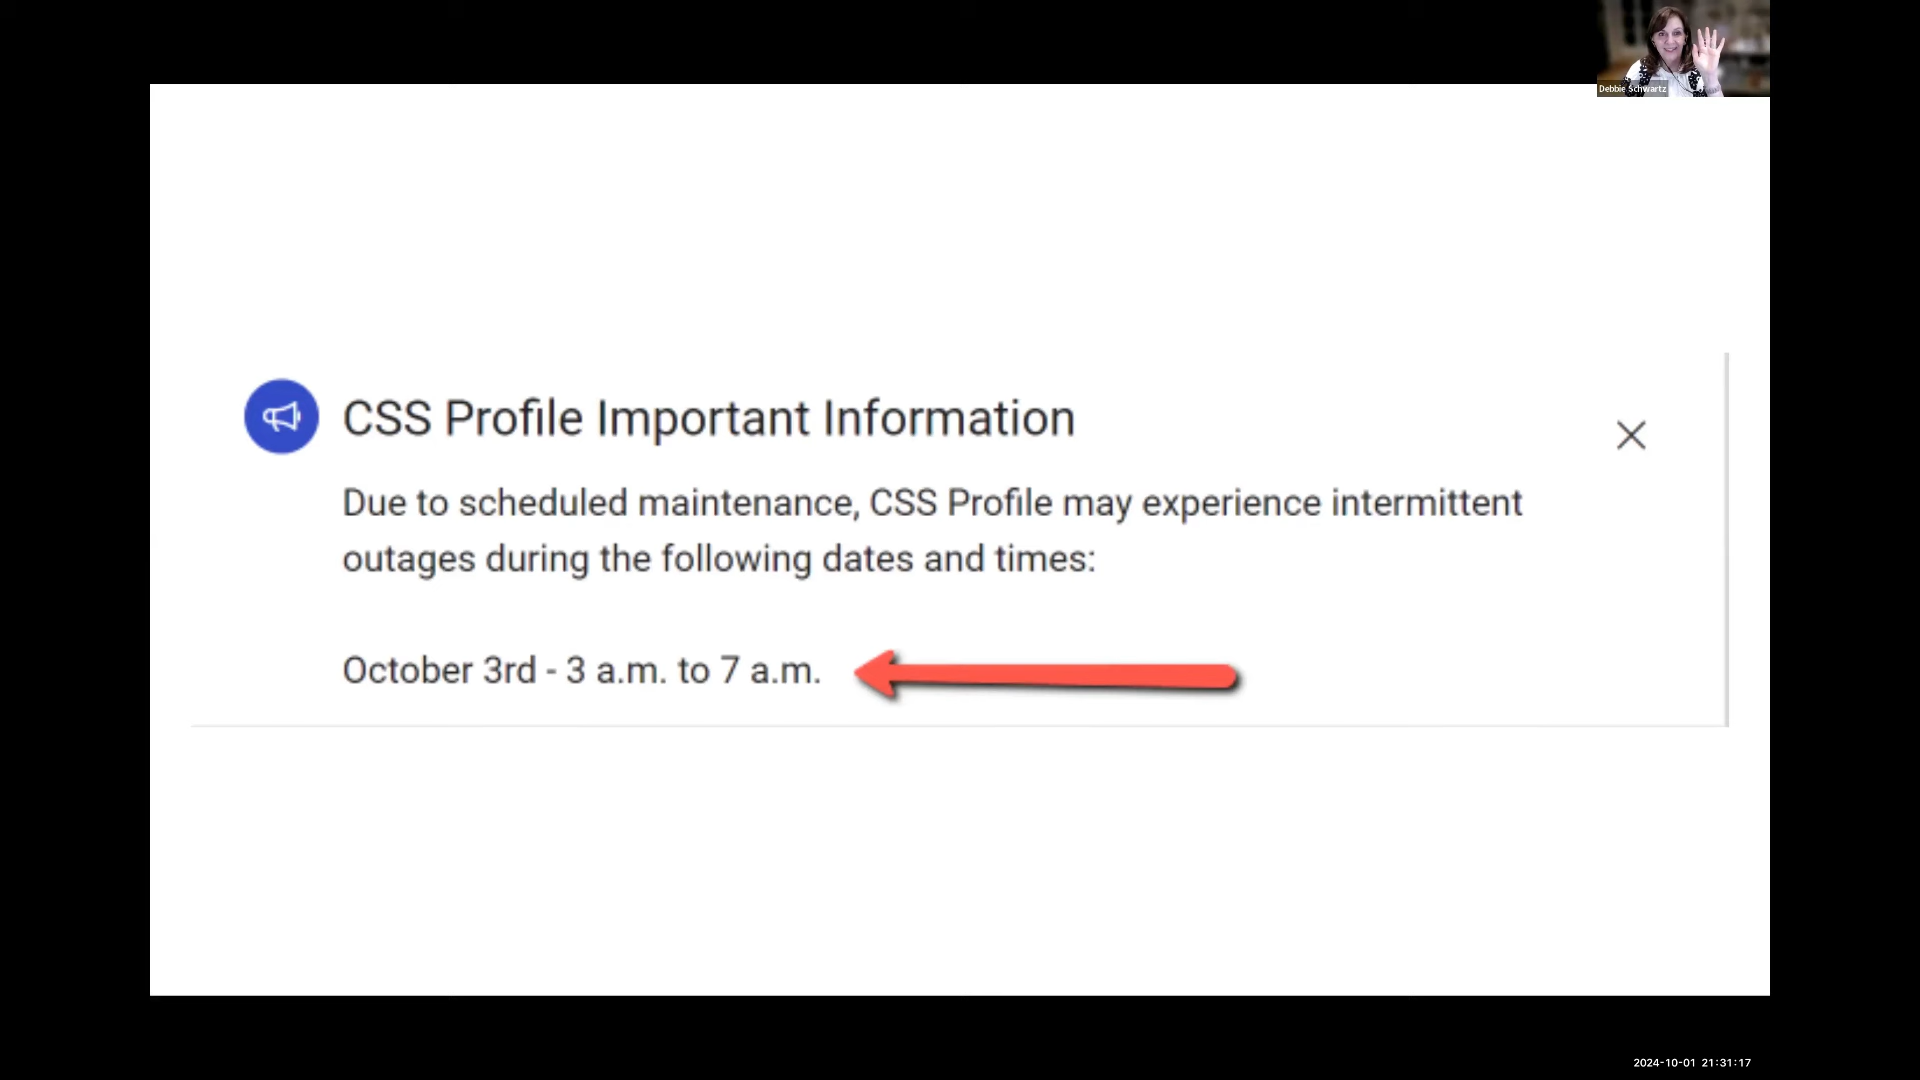 Debbie Schwartz
CSS Profile Important Information
Due to scheduled maintenance, CSS Profile may experience intermittent
outages during the following dates and times:
October 3rd - 3 a.m. to 7 a.m.
2024-10-01 21:31:17